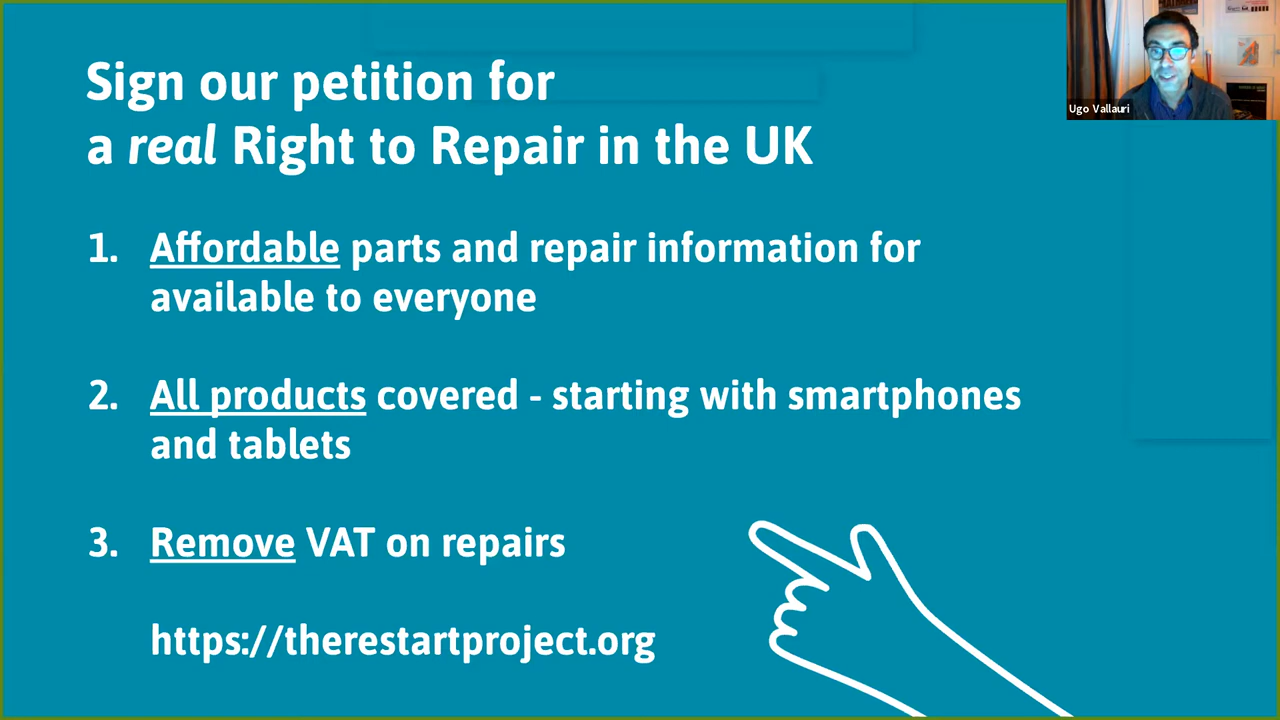 Sign our petition for
a real Right to Repair in the UK
Ugo Vallauri
1. Affordable parts and repair information for
available to everyone
2. All products covered - starting with smartphones
and tablets
3. Remove VAT on repairs
https://therestartproject.org